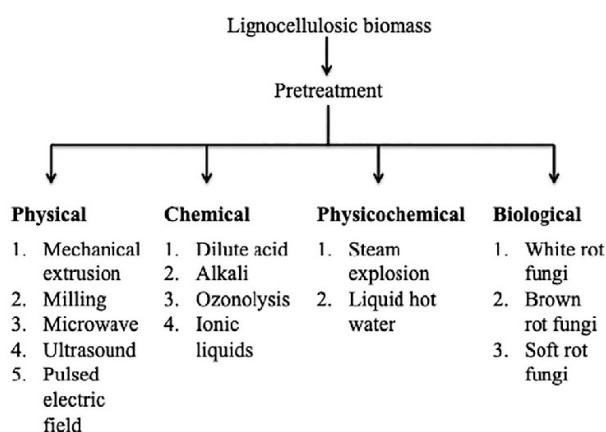 Lignocellulosic biomass
Pretreatment
Physical
1. Mechanical
extrusion
2. Milling
3. Microwave
4. Ultrasound
5. Pulsed
electric
field
Chemical
1. Dilute acid
2. Alkali
3. Ozonolysis
4. Ionic
liquids
Physicochemical
1. Steam
explosion
2. Liquid hot
water
Biological
1. White rot
fungi
2. Brown
rot fungi
3. Soft rot
fungi